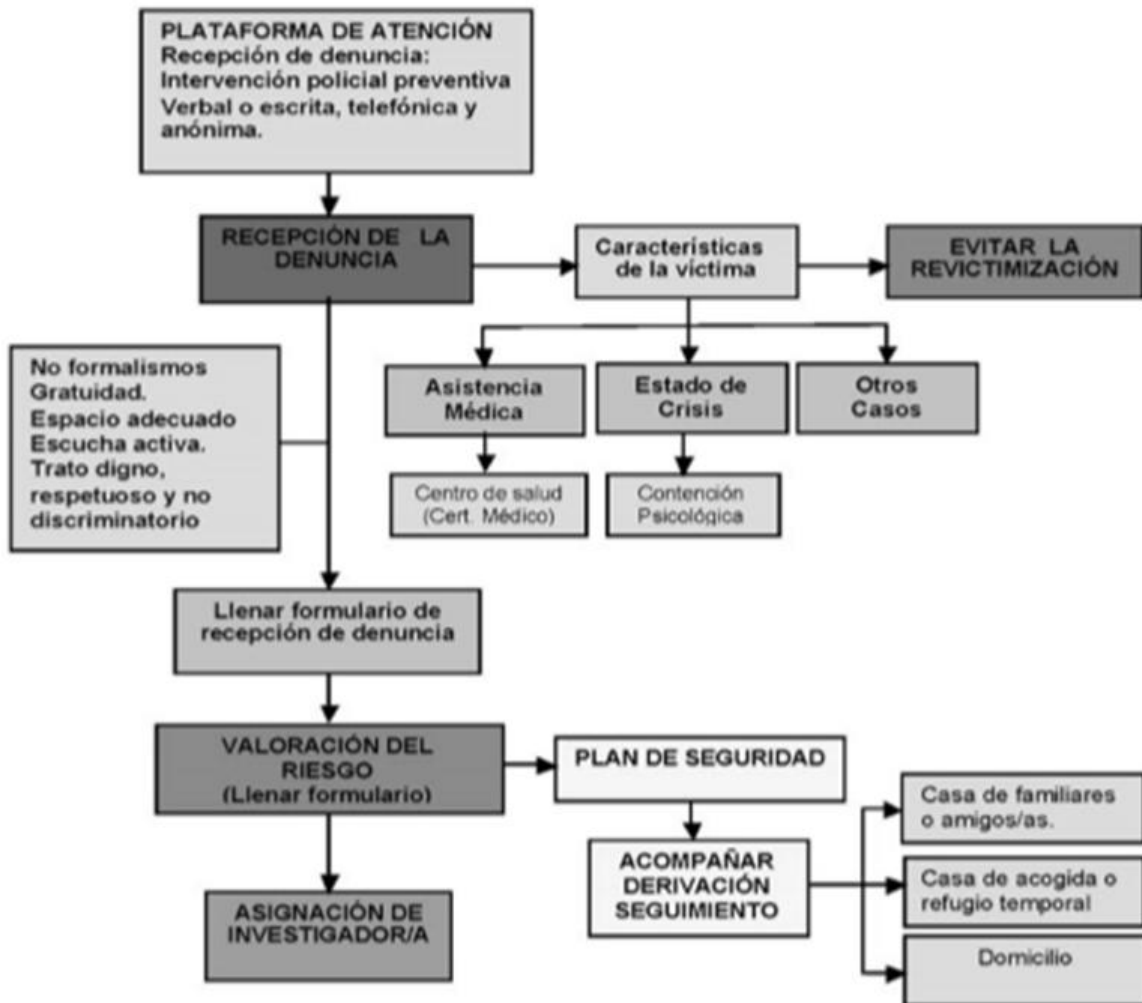 PLATAFORMA DE ATENCIÓN
Recepción de denuncia:
Intervención policial preventiva
Verbal o escrita, telefónica y
anónima.
RECEPCIÓN DE LA
DENUNCIA
Características
de la víctima
EVITAR LA
REVICTIMIZACIÓN
No formalismos
Gratuidad.
Espacio adecuado
Escucha activa.
Trato digno,
respetuoso y no
discriminatorio
Asistencia
Médica
Estado de
Crisis
Otros
Casos
Centro de salud
(Cert. Médico)
Contención
Psicológica
Llenar formulario de
recepción de denuncia
VALORACIÓN DEL
RIESGO
(Llenar formulario)
PLAN DE SEGURIDAD
ACOMPAÑAR
DERIVACIÓN
SEGUIMIENTO
Casa de familiares
o amigos/as.
Casa de acogida o
refugio temporal
Domicilio
ASIGNACIÓN DE
INVESTIGADOR/A